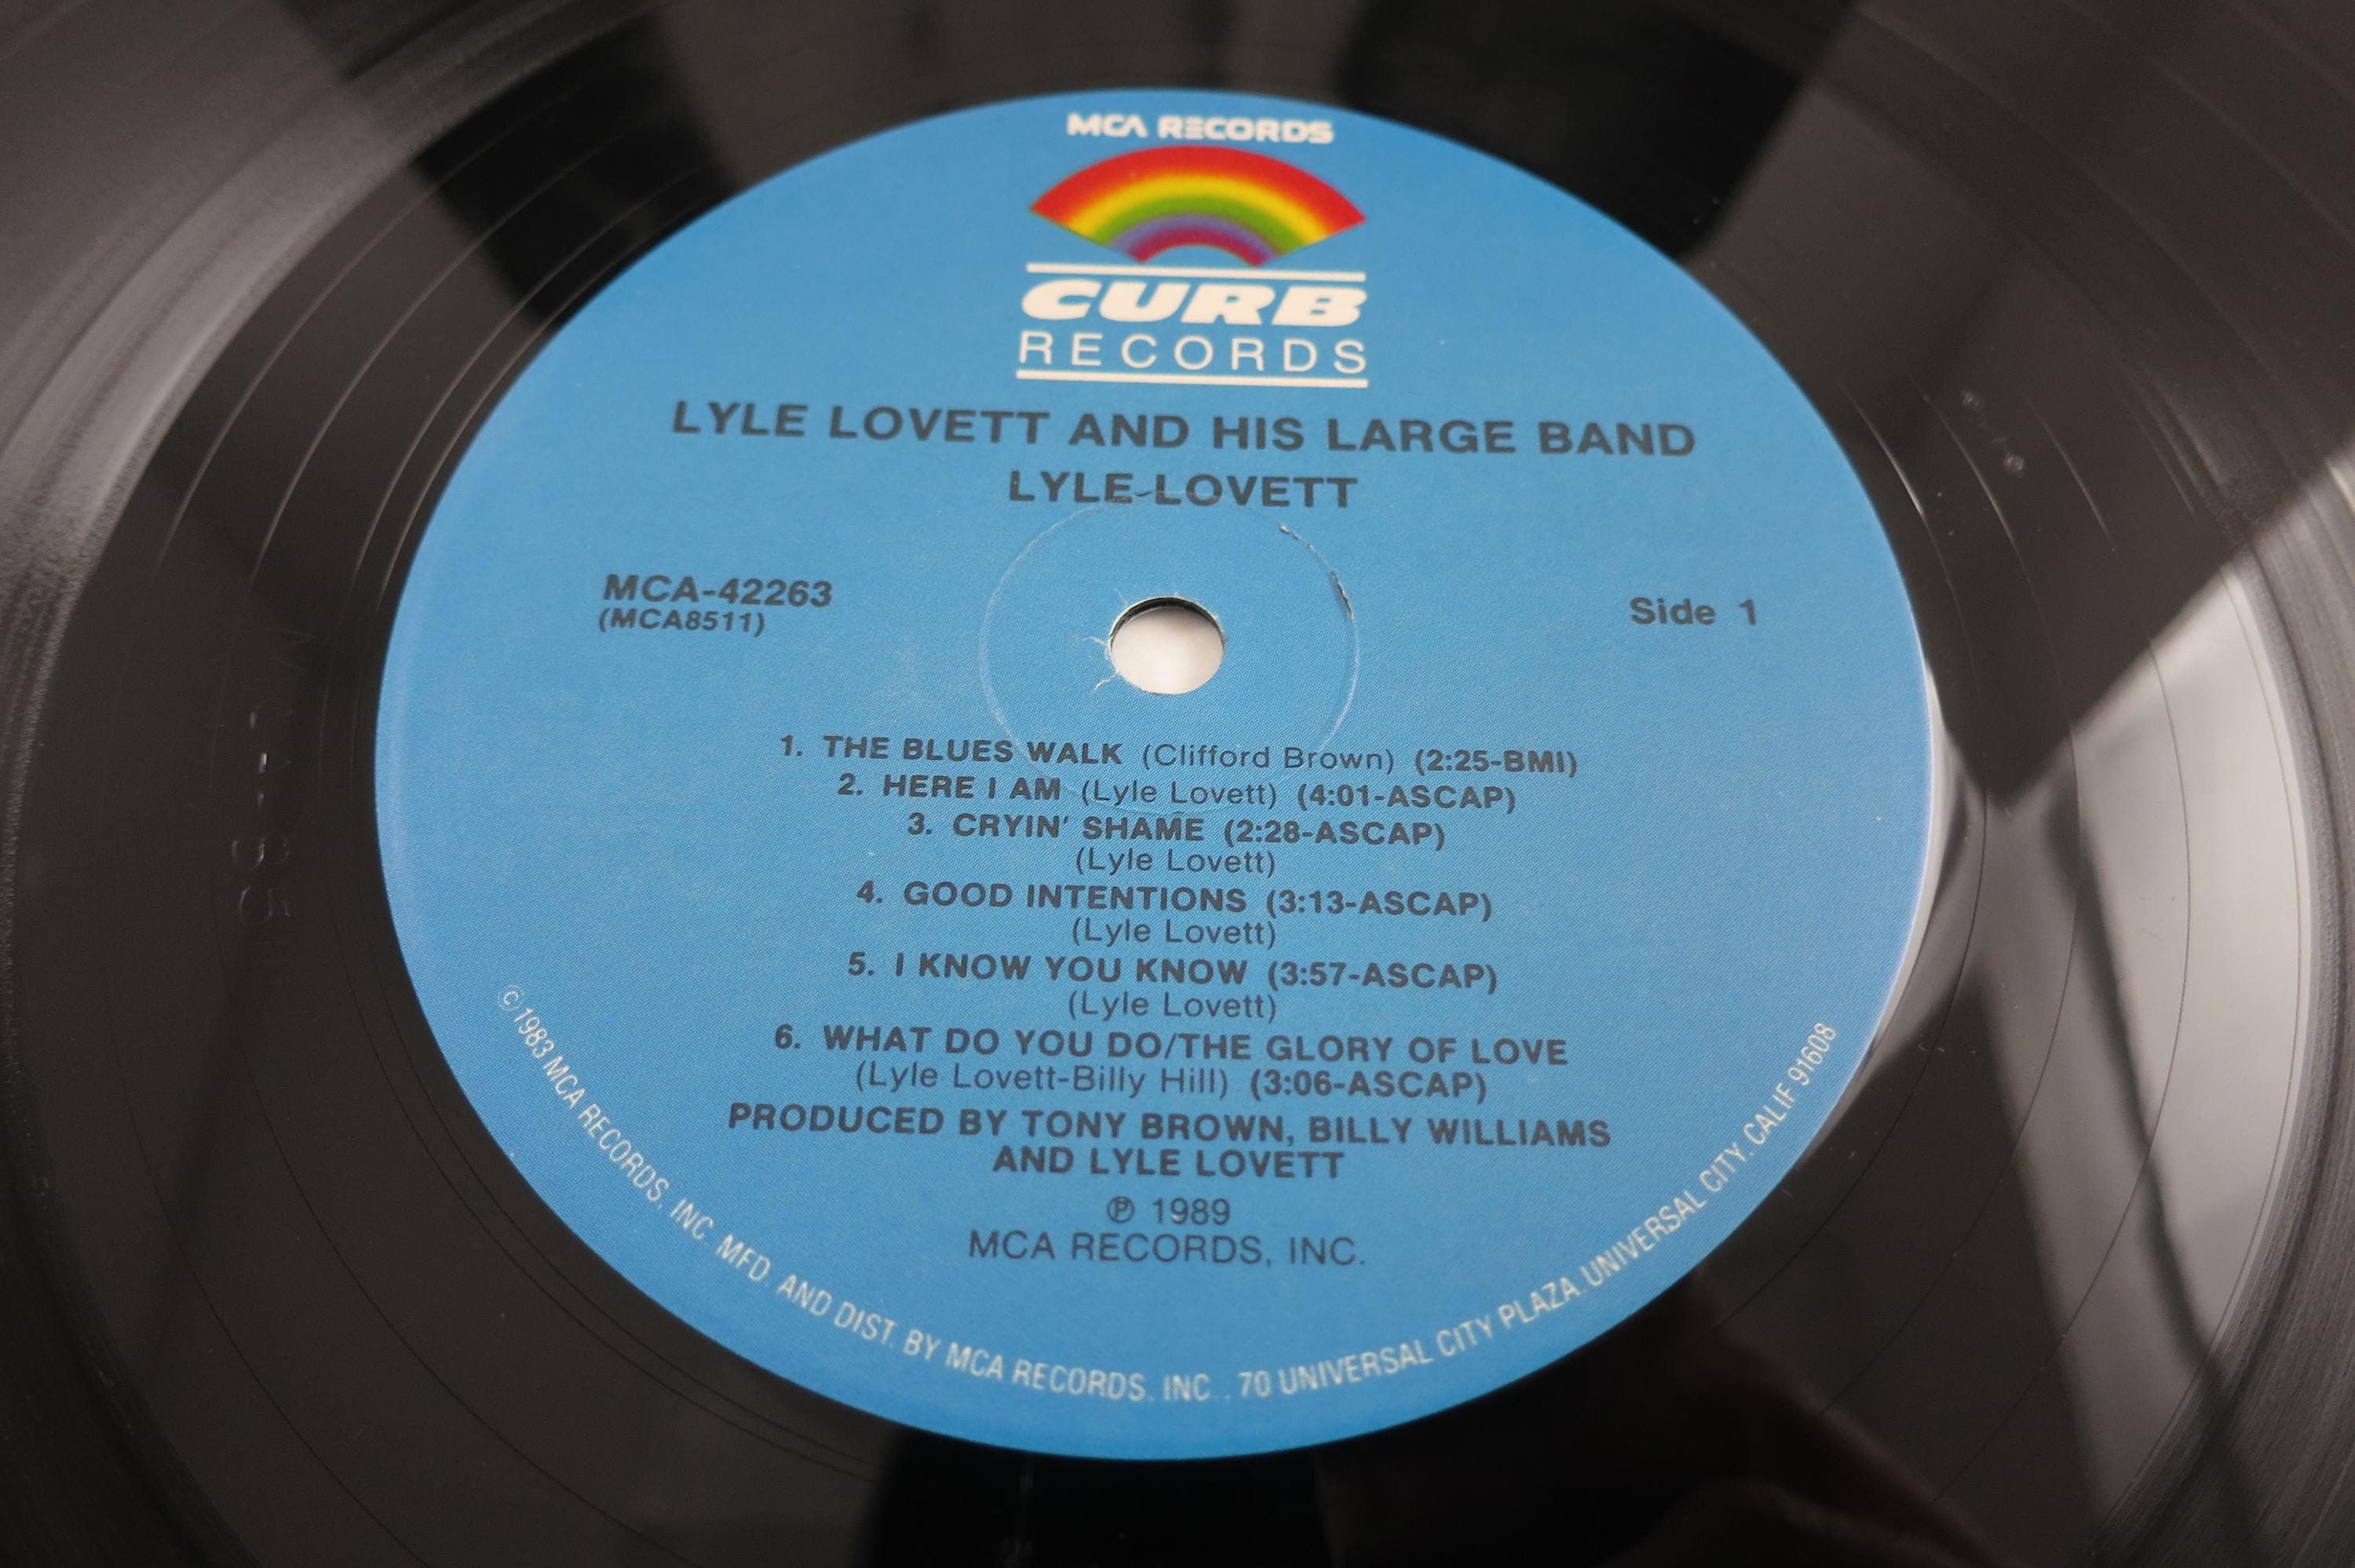 MCA RECORDS
CURB
RECORDS
LYLE LOVETT AND HIS LARGE BAND
LYLE LOVETT
MCA-42263
(MCA8511)
Side 1
1. THE BLUES WALK (Clifford Brown) (2:25-BMI)
2. HERE I AM (Lyle Lovett) (4:01-ASCAP)
3. CRYIN' SHAME (2:28-ASCAP)
(Lyle Lovett)
4. GOOD INTENTIONS (3:13-ASCAP)
(Lyle Lovett)
5. I KNOW YOU KNOW (3:57-ASCAP)
(Lyle Lovett)
6. WHAT DO YOU DO/THE GLORY OF LOVE
(Lyle Lovett-Billy Hill) (3:06-ASCAP)
PRODUCED BY TONY BROWN, BILLY WILLIAMS
AND LYLE LOVETT
℗ 1989
MCA RECORDS, INC.
© 1983 MCA RECORDS, INC. MFD. AND DIST. BY MCA RECORDS, INC., 70 UNIVERSAL CITY PLAZA, UNIVERSAL CITY, CALIF 91608